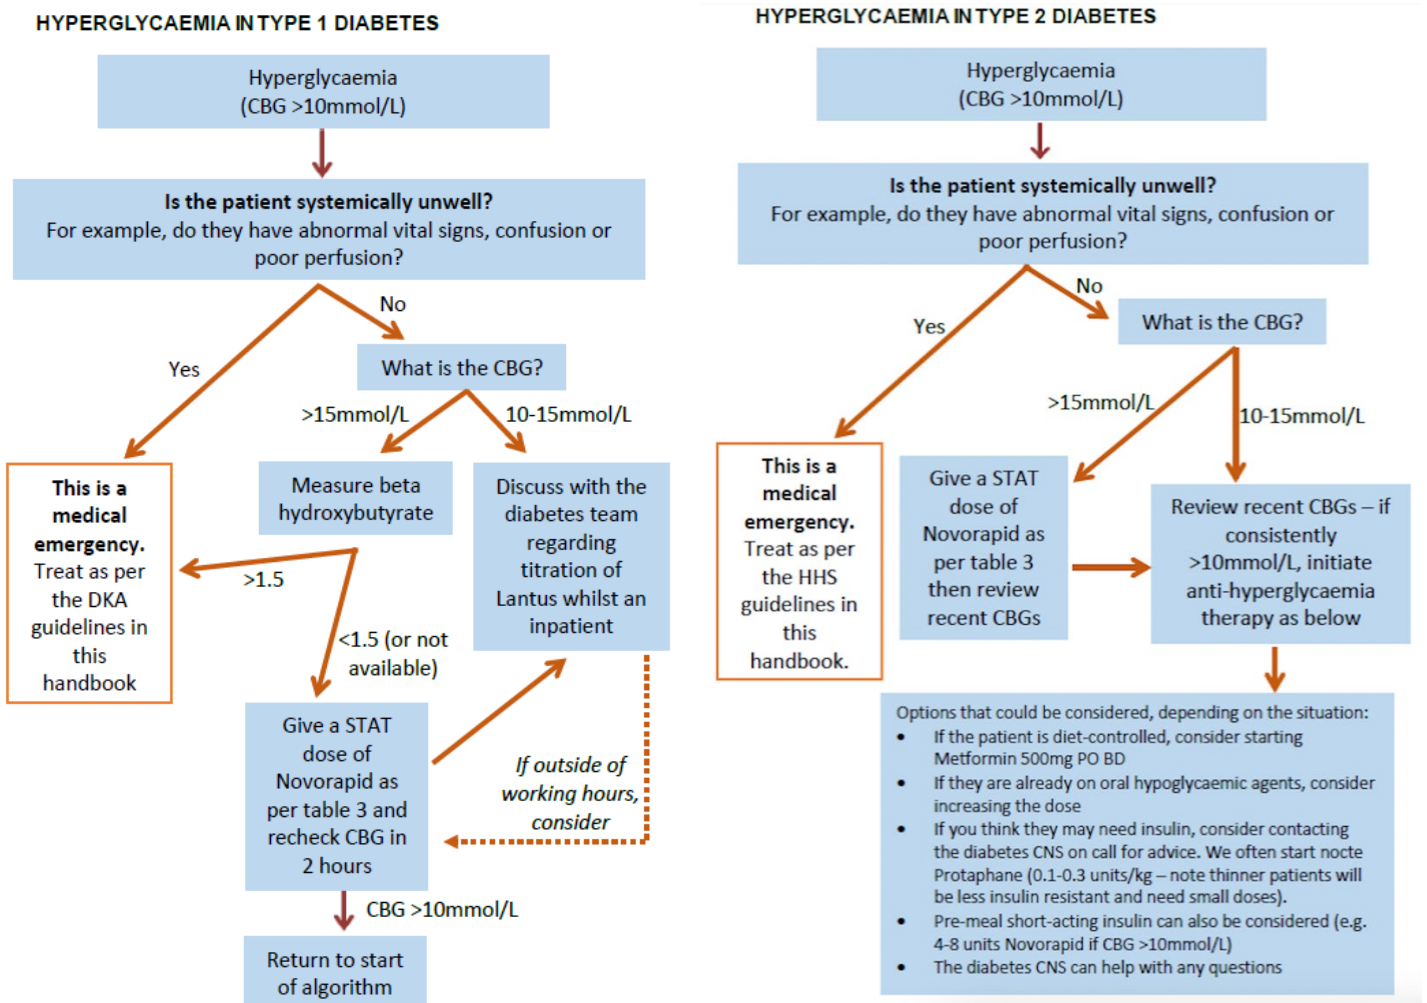 HYPERGLYCAEMIA IN TYPE 1 DIABETES
Hyperglycaemia
(CBG >10mmol/L)
Is the patient systemically unwell?
For example, do they have abnormal vital signs, confusion or
poor perfusion?
Yes
No
What is the CBG?
>15mmol/L
10-15mmol/L
This is a
medical
emergency.
Treat as per
the DKA
guidelines in
this
handbook
Measure beta
hydroxybutyrate
Discuss with the
diabetes team
regarding
titration of
Lantus whilst an
inpatient
>1.5
<1.5 (or not
available)
Give a STAT
dose of
Novorapid as
per table 3 and
recheck CBG in
2 hours
If outside of
working hours,
consider
CBG >10mmol/L
Return to start
of algorithm
HYPERGLYCAEMIA IN TYPE 2 DIABETES
Hyperglycaemia
(CBG >10mmol/L)
Is the patient systemically unwell?
For example, do they have abnormal vital signs, confusion or
poor perfusion?
Yes
No
What is the CBG?
>15mmol/L
10-15mmol/L
This is a
medical
emergency.
Treat as per
the HHS
guidelines in
this
handbook.
Give a STAT
dose of
Novorapid as
per table 3
then review
recent CBGs
Review recent CBGs – if
consistently
>10mmol/L, initiate
anti-hyperglycaemia
therapy as below
Options that could be considered, depending on the situation:
• If the patient is diet-controlled, consider starting
Metformin 500mg PO BD
• If they are already on oral hypoglycaemic agents, consider
increasing the dose
• If you think they may need insulin, consider contacting
the diabetes CNS on call for advice. We often start nocte
Protaphane (0.1-0.3 units/kg – note thinner patients will
be less insulin resistant and need small doses).
• Pre-meal short-acting insulin can also be considered (e.g.
4-8 units Novorapid if CBG >10mmol/L)
• The diabetes CNS can help with any questions